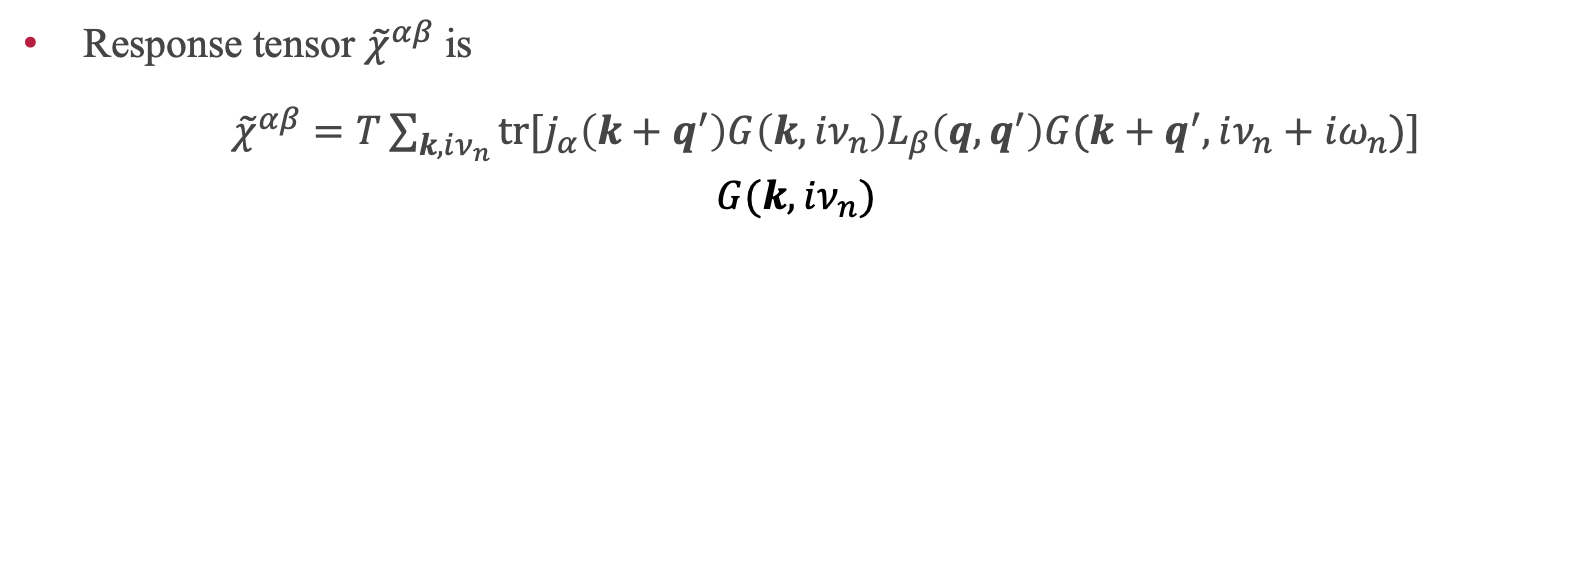 • Response tensor χ̃^{αβ} is
χ̃^{αβ} = T ∑_{𝒌,iν_n} tr[j_α(𝒌 + 𝒒′)G(𝒌, iν_n)L_β(𝒒, 𝒒′)G(𝒌 + 𝒒′, iν_n + iω_n)]
G(𝒌, iν_n)